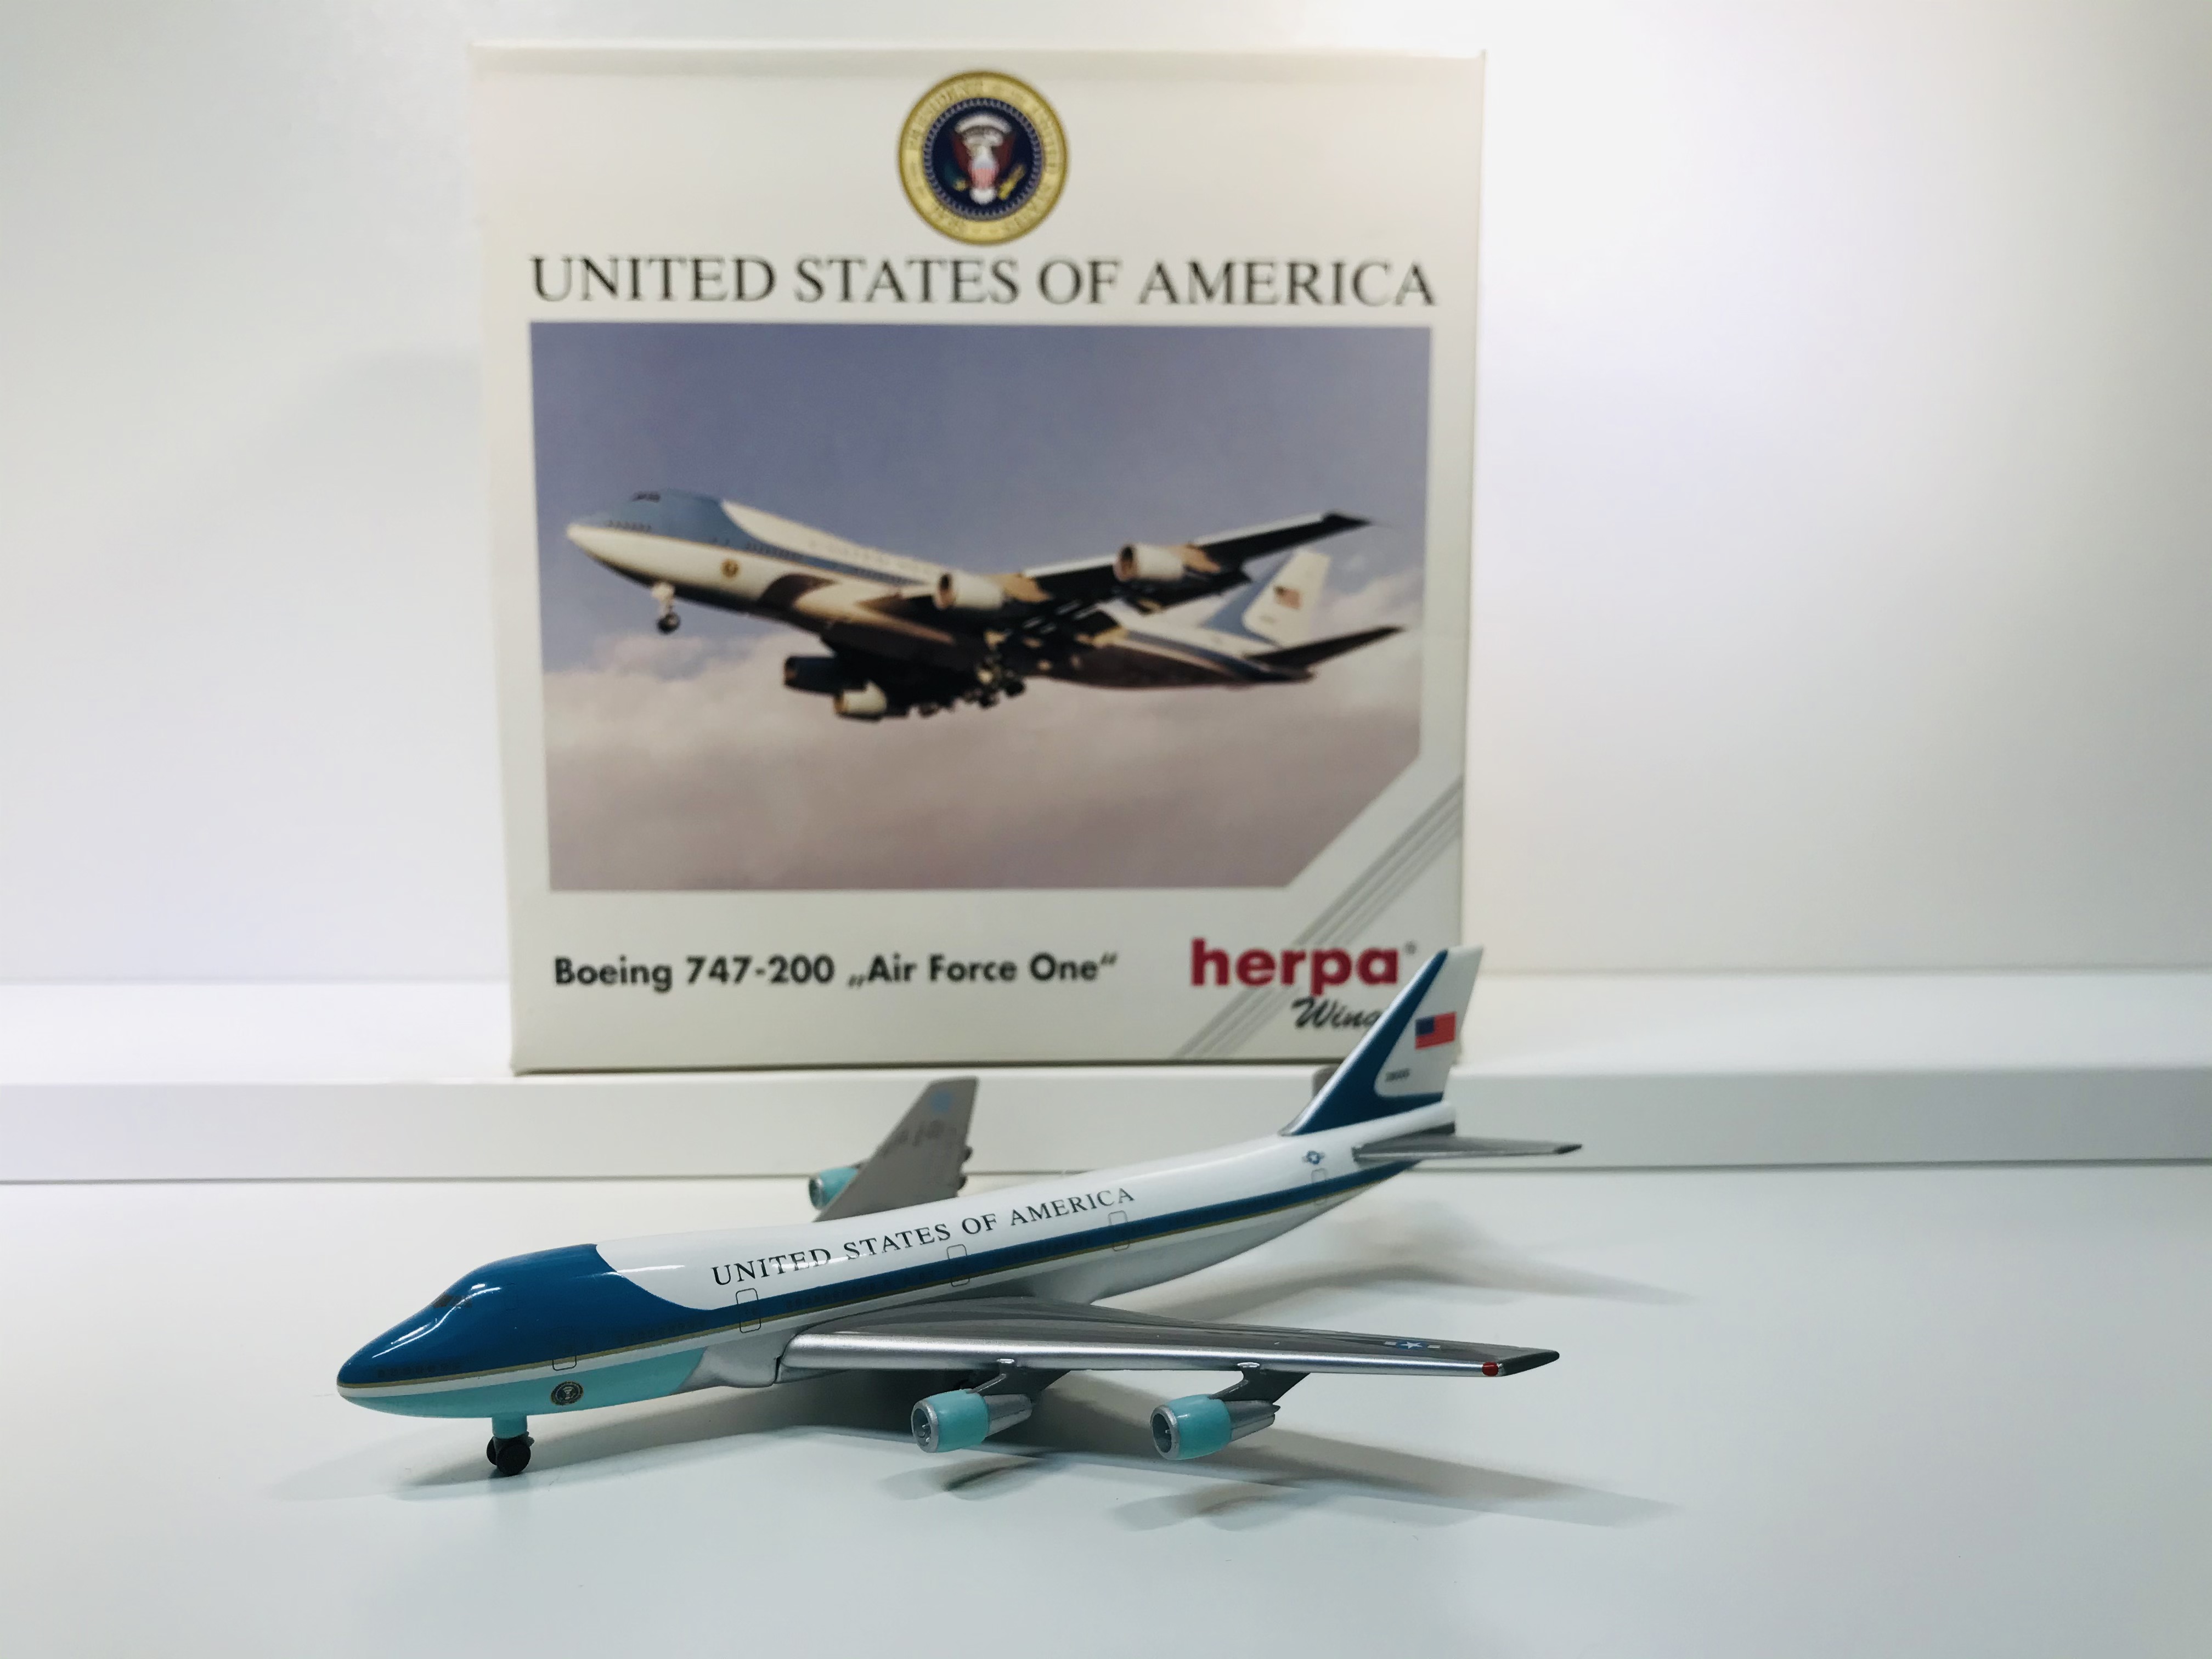 UNITED STATES OF AMERICA
Boeing 747-200 „Air Force One“
herpa®
UNITED STATES OF AMERICA